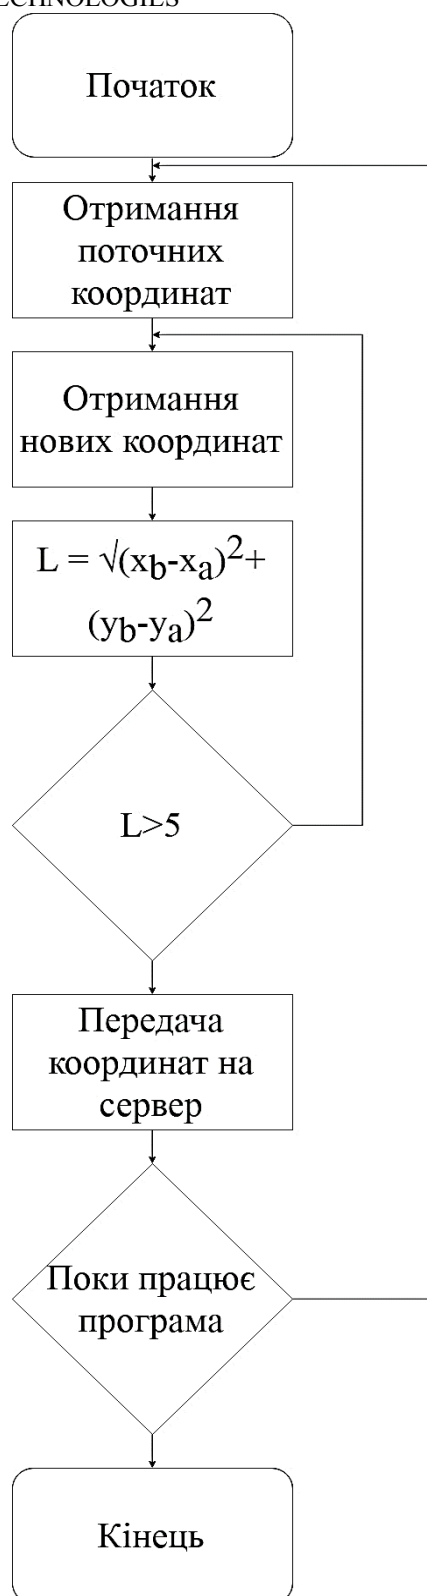 Початок
Отримання
поточних
координат
Отримання
нових координат
L = √(xb-xa)2+
(yb-ya)2
L>5
Передача
координат на
сервер
Поки працює
програма
Кінець